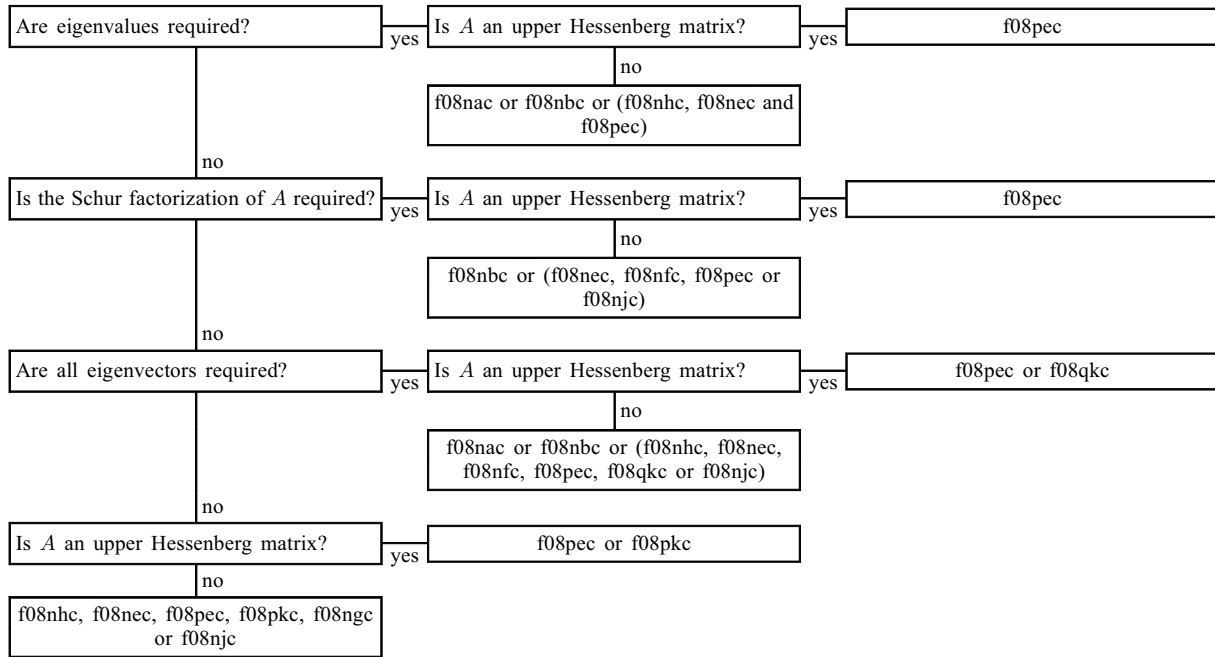 Are eigenvalues required?
yes
Is A an upper Hessenberg matrix?
yes
f08pec
no
f08nac or f08nbc or (f08nhc, f08nec and
f08pec)
no
Is the Schur factorization of A required?
yes
Is A an upper Hessenberg matrix?
yes
f08pec
no
f08nbc or (f08nec, f08nfc, f08pec or
f08njc)
no
Are all eigenvectors required?
yes
Is A an upper Hessenberg matrix?
yes
f08pec or f08qkc
no
f08nac or f08nbc or (f08nhc, f08nec,
f08nfc, f08pec, f08qkc or f08njc)
no
Is A an upper Hessenberg matrix?
yes
f08pec or f08pkc
no
f08nhc, f08nec, f08pec, f08pkc, f08ngc
or f08njc